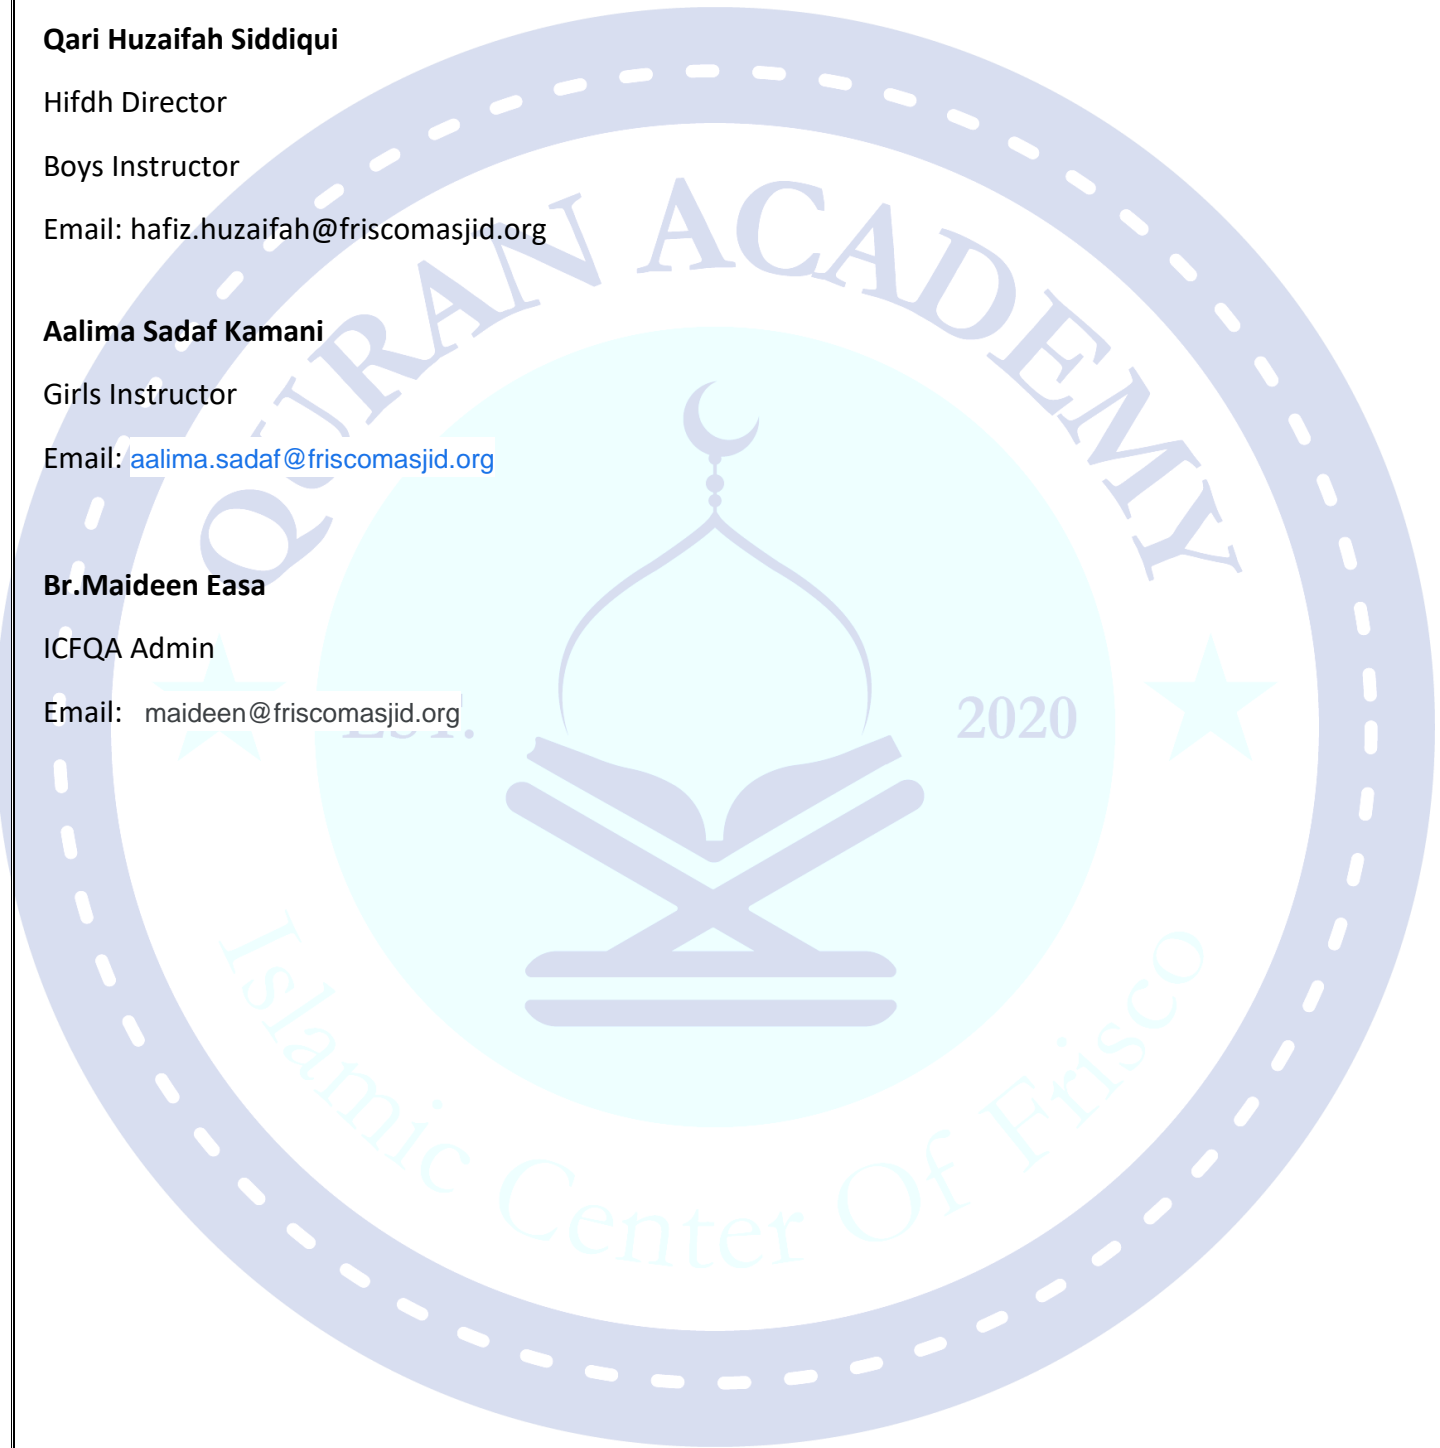 Qari Huzaifah Siddiqui
Hifdh Director
Boys Instructor
Email: hafiz.huzaifah@friscomasjid.org
Aalima Sadaf Kamani
Girls Instructor
Email: aalima.sadaf@friscomasjid.org
Br.Maideen Easa
ICFQA Admin
Email: maideen@friscomasjid.org
QURAN ACADEMY
EST. 2020
Islamic Center Of Frisco